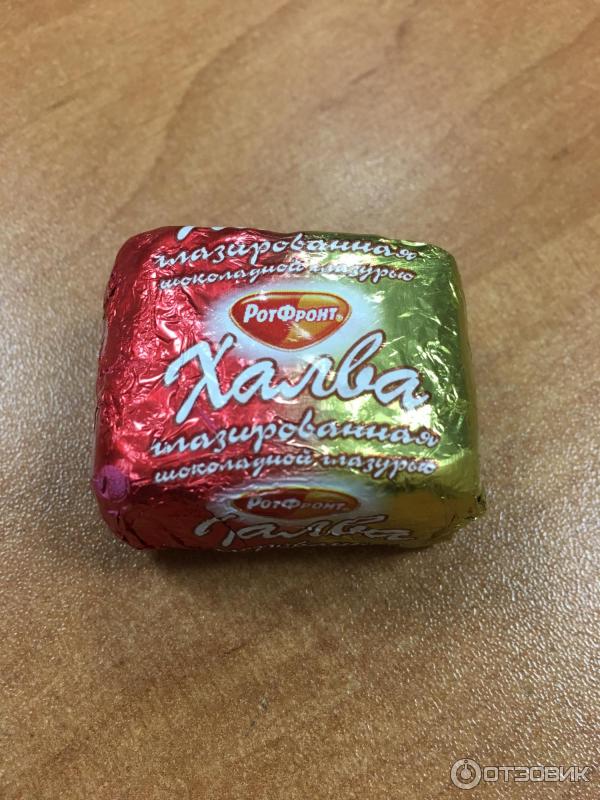 глазированная
шоколадной глазурью
РотФронт®
Халва
глазированная
шоколадной глазурью
РотФронт
Халва
ОТЗОВИК